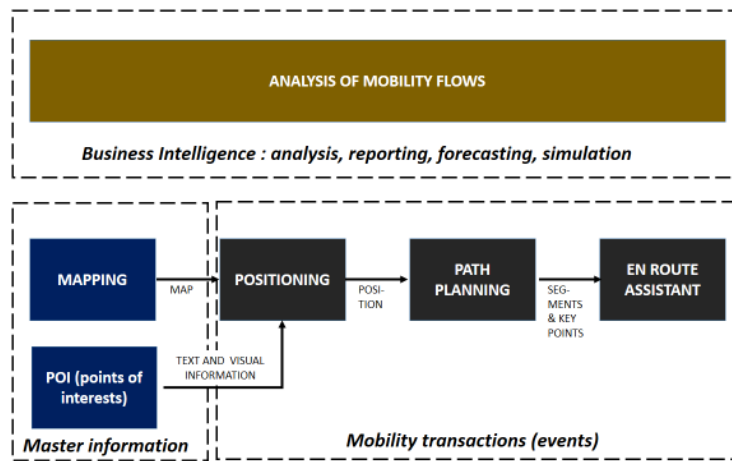 ANALYSIS OF MOBILITY FLOWS
Business Intelligence : analysis, reporting, forecasting, simulation
MAPPING
MAP
POSITIONING
POSI-
TION
PATH
PLANNING
SEG-
MENTS
& KEY
POINTS
EN ROUTE
ASSISTANT
POI (points of
interests)
TEXT AND VISUAL
INFORMATION
Master information
Mobility transactions (events)